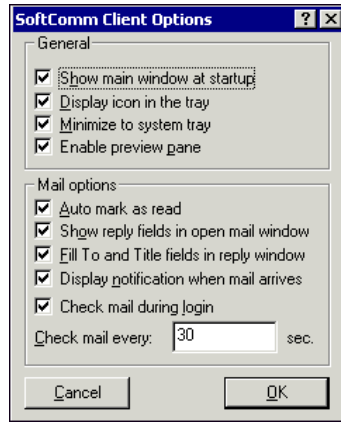 SoftComm Client Options
General
Show main window at startup
Display icon in the tray
Minimize to system tray
Enable preview pane
Mail options
Auto mark as read
Show reply fields in open mail window
Fill To and Title fields in reply window
Display notification when mail arrives
Check mail during login
Check mail every: 30 sec.
Cancel OK